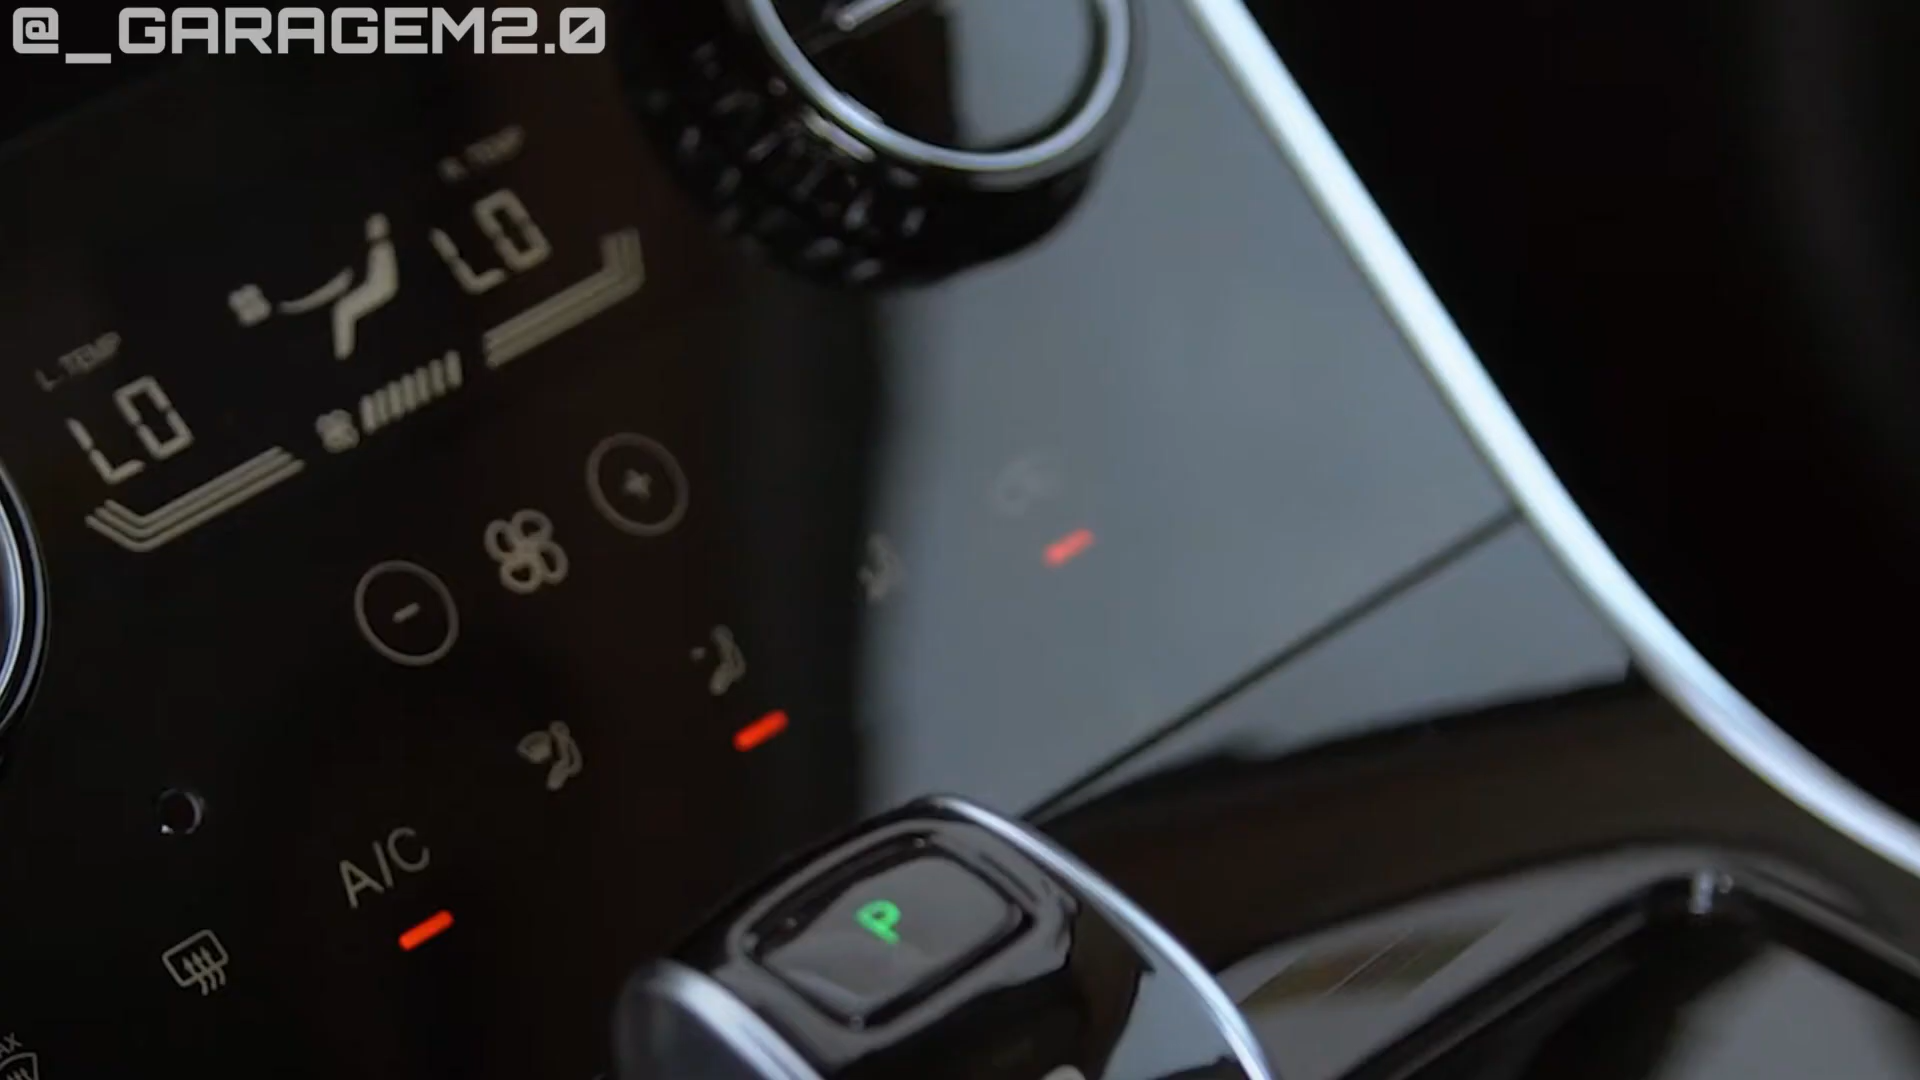 @_GARAGEM2.0
R.TEMP
LO
L.TEMP
LO
A/C
P